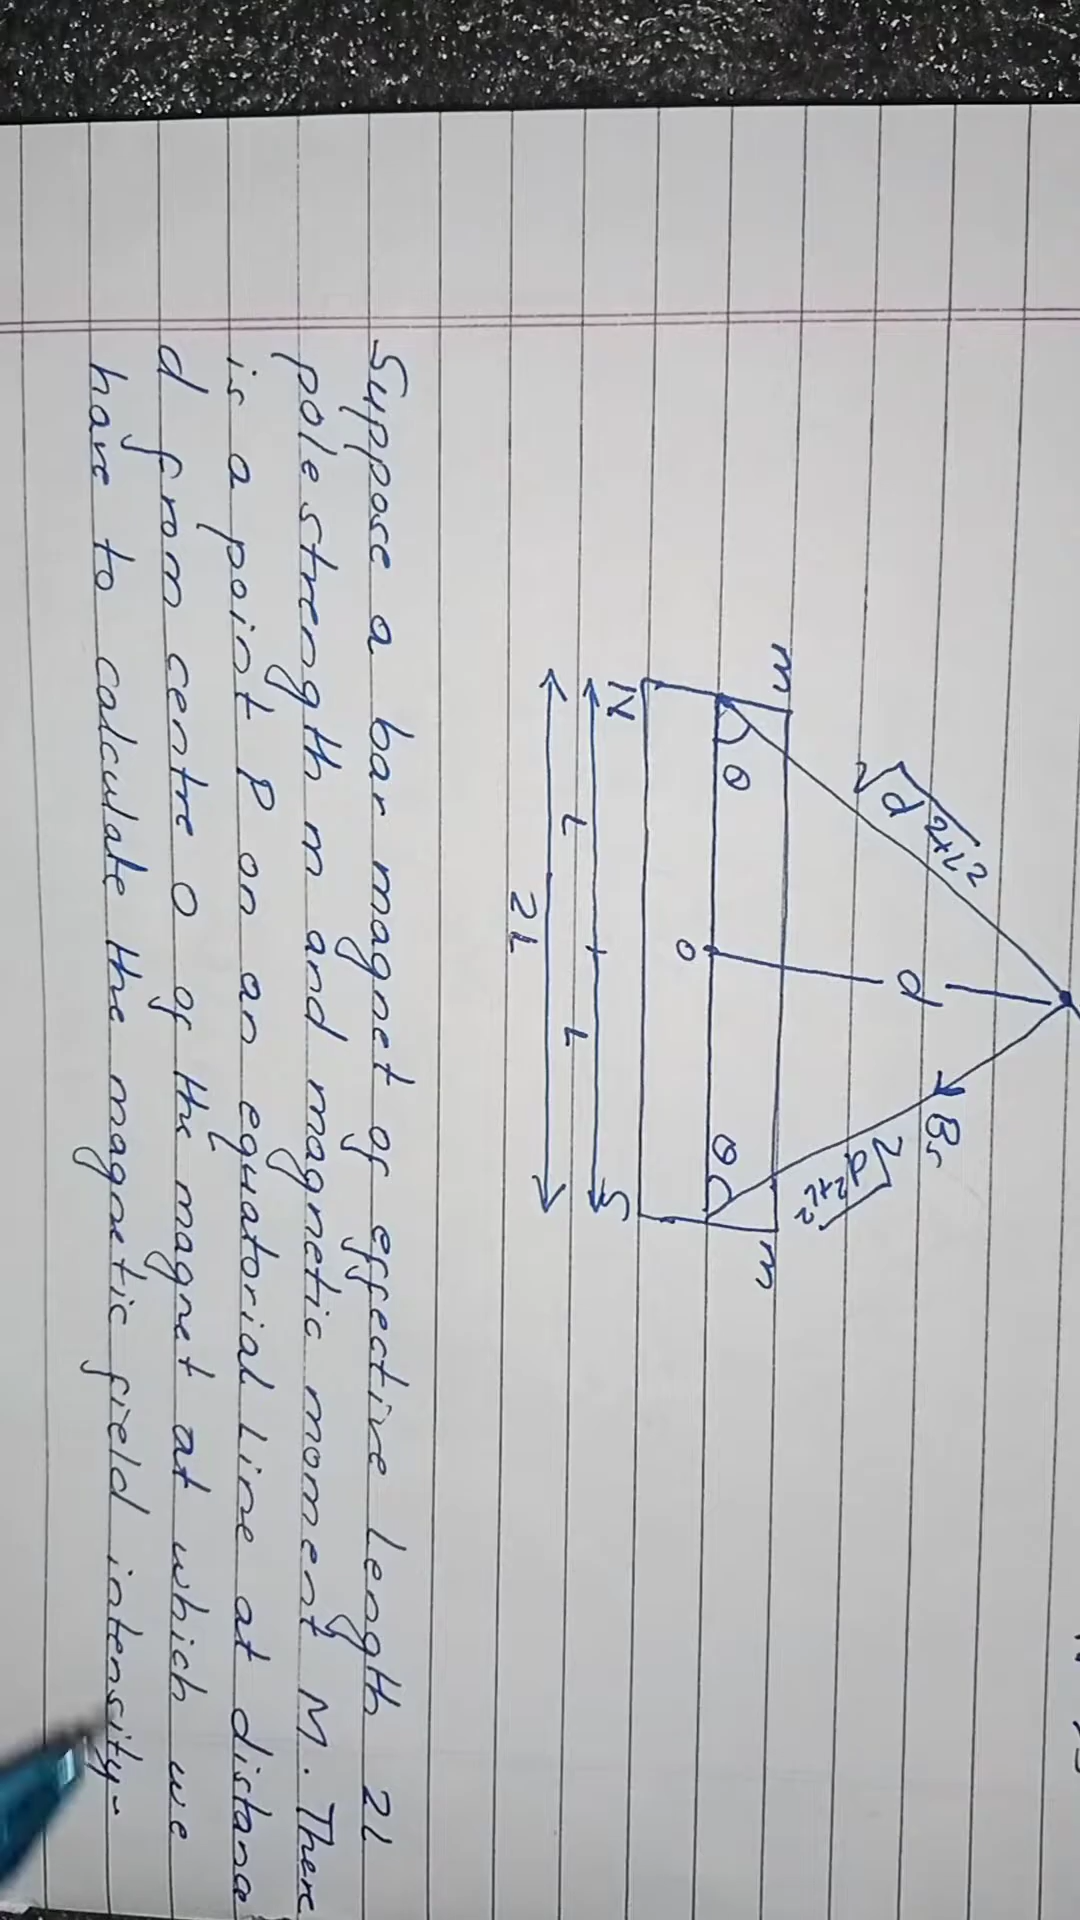 d
√d²+L²
Bs
√d²+L²
m
m
θ
θ
O
N
S
L
L
2L
Suppose a bar magnet of effective Length 2L
pole strength m and magnetic moment M. There
is a point P on an equatorial Line at distance
d from centre O of the magnet at which we
have to calculate the magnetic field intensity-